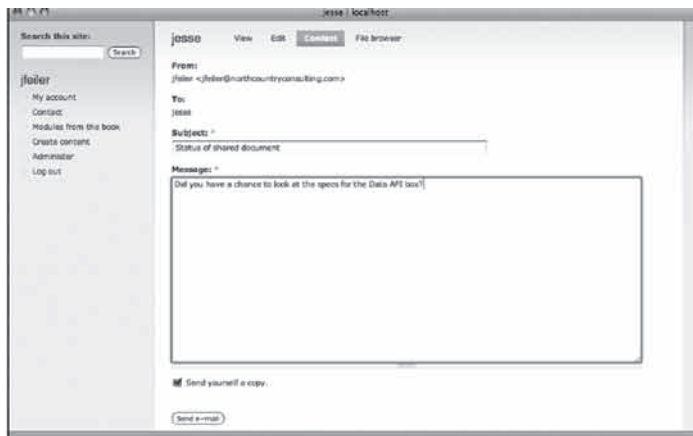 jesse | localhost
Search this site:
Search
jfeiler
My account
Contact
Modules from the book
Create content
Administer
Log out
jesse View Edit Contact File browser
From:
jfeiler <jfeiler@northcountryconsulting.com>
To:
jesse
Subject: *
Status of shared document
Message: *
Did you have a chance to look at the specs for the Data API box?
Send yourself a copy.
Send e-mail